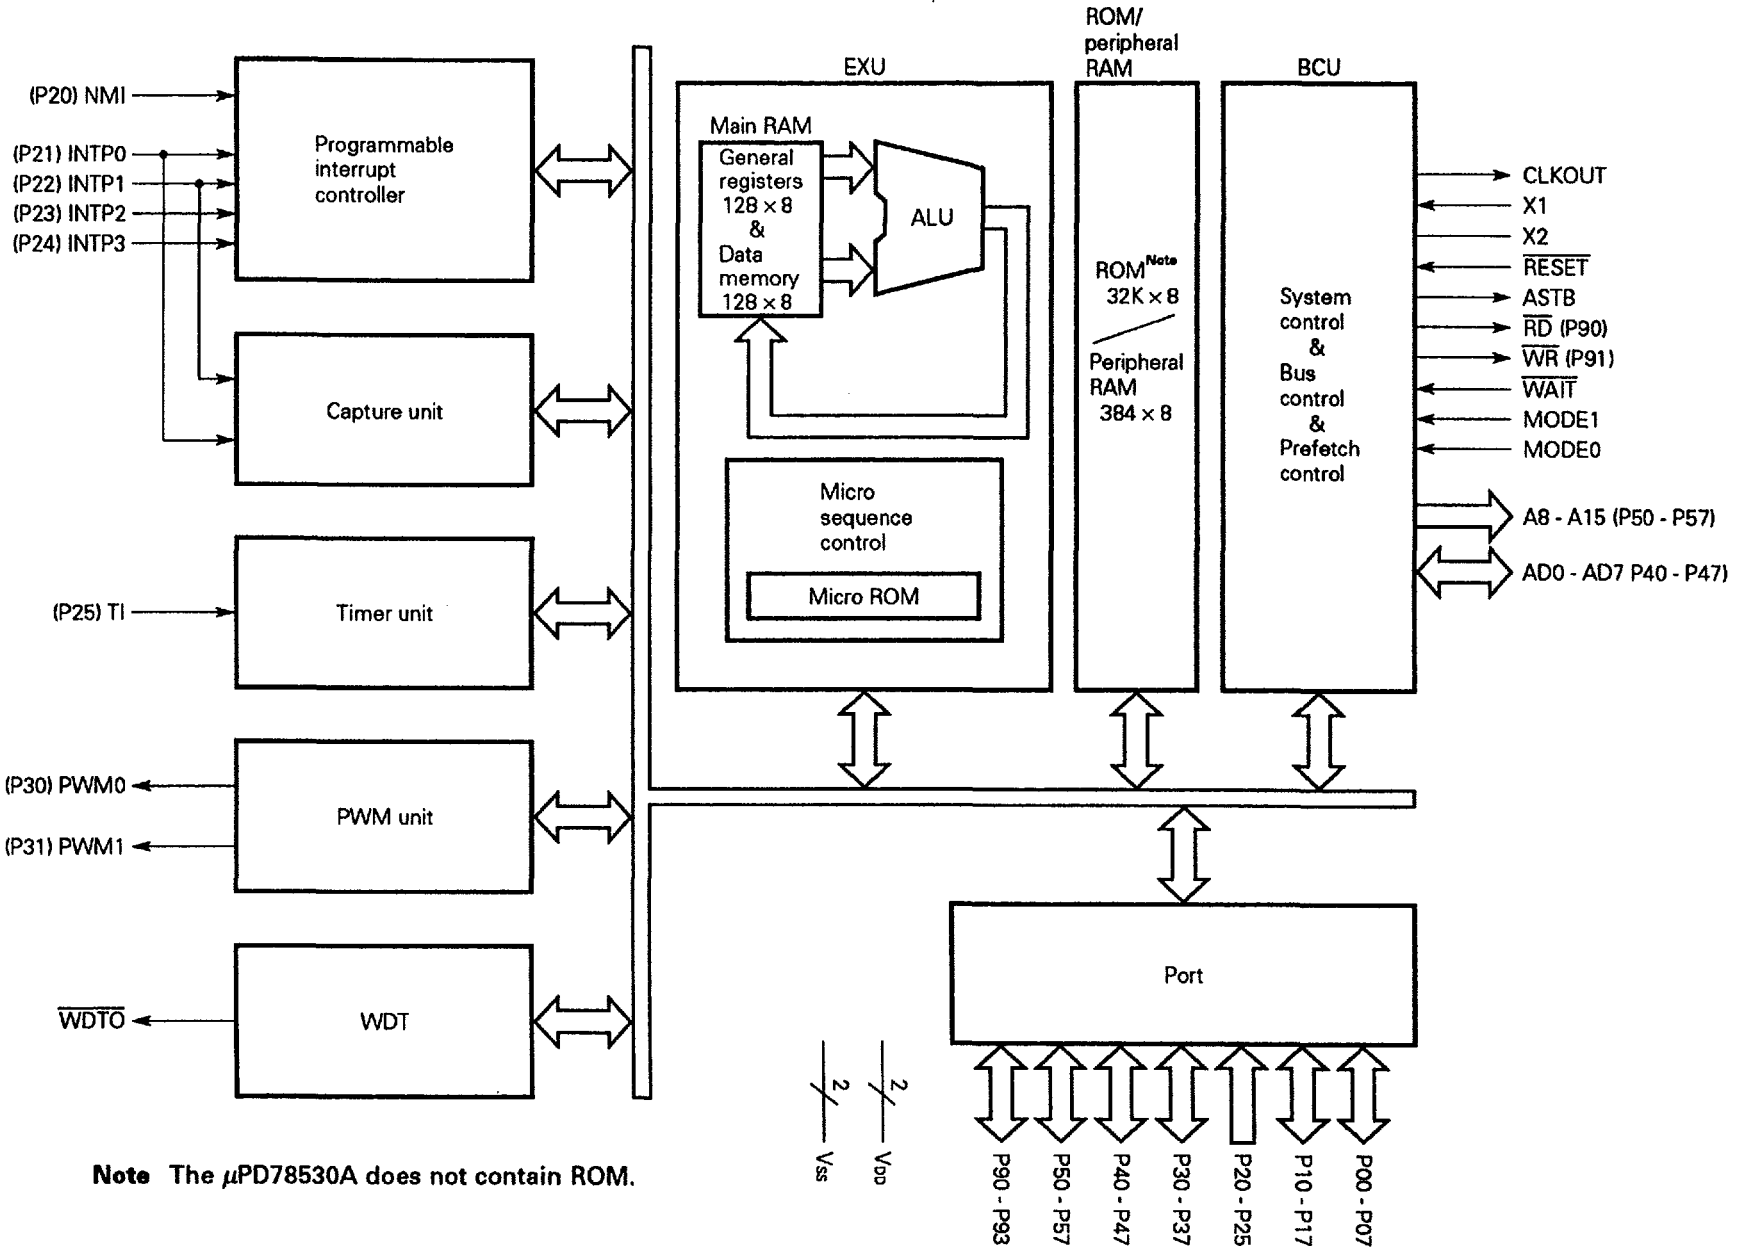 (P20) NMI
(P21) INTP0
(P22) INTP1
(P23) INTP2
(P24) INTP3
Programmable
interrupt
controller
Capture unit
(P25) TI
Timer unit
(P30) PWM0
(P31) PWM1
PWM unit
WDTO
WDT
EXU
Main RAM
General
registers
128 × 8
&
Data
memory
128 × 8
ALU
Micro
sequence
control
Micro ROM
ROM/
peripheral
RAM
ROM Note
32K × 8
Peripheral
RAM
384 × 8
BCU
System
control
&
Bus
control
&
Prefetch
control
CLKOUT
X1
X2
RESET
ASTB
RD (P90)
WR (P91)
WAIT
MODE1
MODE0
A8 - A15 (P50 - P57)
AD0 - AD7 P40 - P47)
Port
2
VSS
2
VDD
P90 - P93
P50 - P57
P40 - P47
P30 - P37
P20 - P25
P10 - P17
P00 - P07
Note The μPD78530A does not contain ROM.